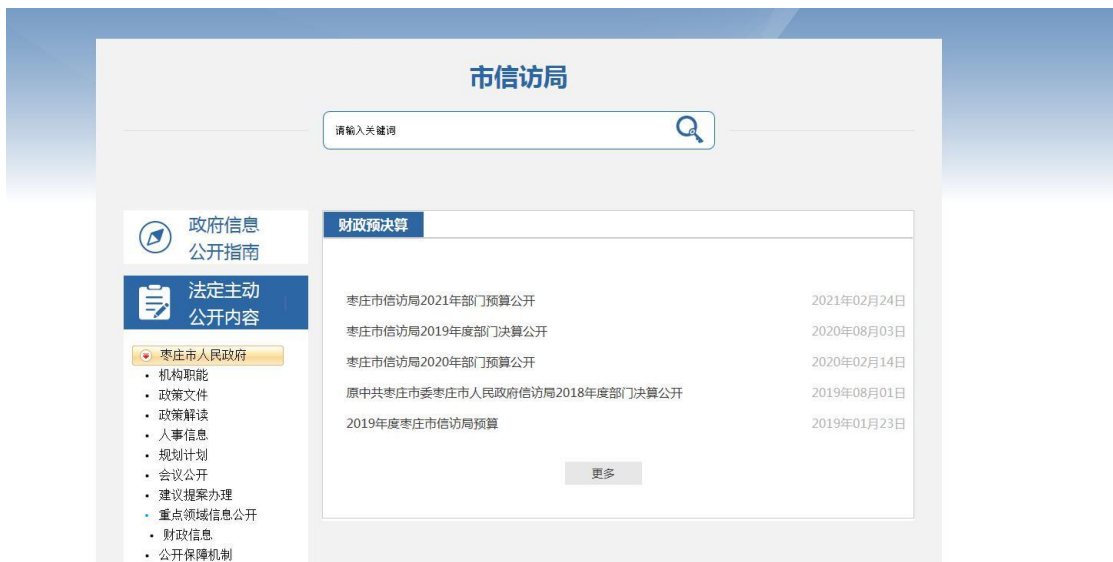 市信访局
请输入关键词
政府信息
公开指南
法定主动
公开内容
枣庄市人民政府
• 机构职能
• 政策文件
• 政策解读
• 人事信息
• 规划计划
• 会议公开
• 建议提案办理
• 重点领域信息公开
• 财政信息
• 公开保障机制
财政预决算
枣庄市信访局2021年部门预算公开 2021年02月24日
枣庄市信访局2019年度部门决算公开 2020年08月03日
枣庄市信访局2020年部门预算公开 2020年02月14日
原中共枣庄市委枣庄市人民政府信访局2018年度部门决算公开 2019年08月01日
2019年度枣庄市信访局预算 2019年01月23日
更多